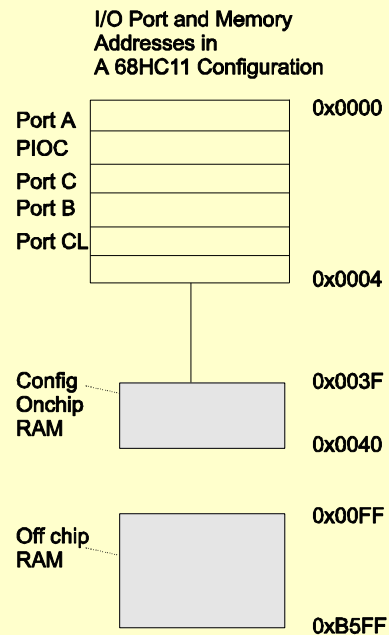 I/O Port and Memory
Addresses in
A 68HC11 Configuration
0x0000
Port A
PIOC
Port C
Port B
Port CL
0x0004
Config
Onchip
RAM
0x003F
0x0040
0x00FF
Off chip
RAM
0xB5FF